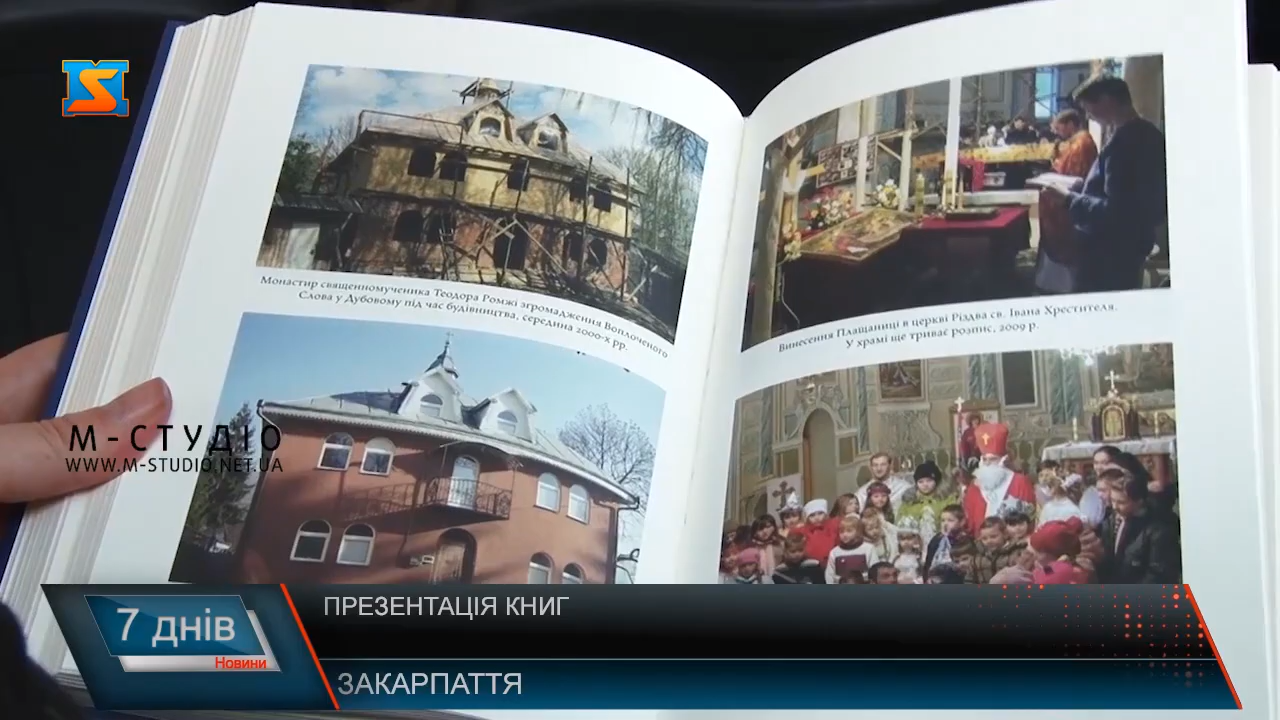 Монастир священномученика Теодора Ромжі згромадження Воплоченого
Слова у Дубовому під час будівництва, середина 2000-х рр.
Винесення Плащаниці в церкві Різдва св. Івана Хрестителя.
У храмі ще триває розпис, 2009 р.
М-СТУДІО
WWW.M-STUDIO.NET.UA
7 днів
Новини
ПРЕЗЕНТАЦІЯ КНИГ
ЗАКАРПАТТЯ